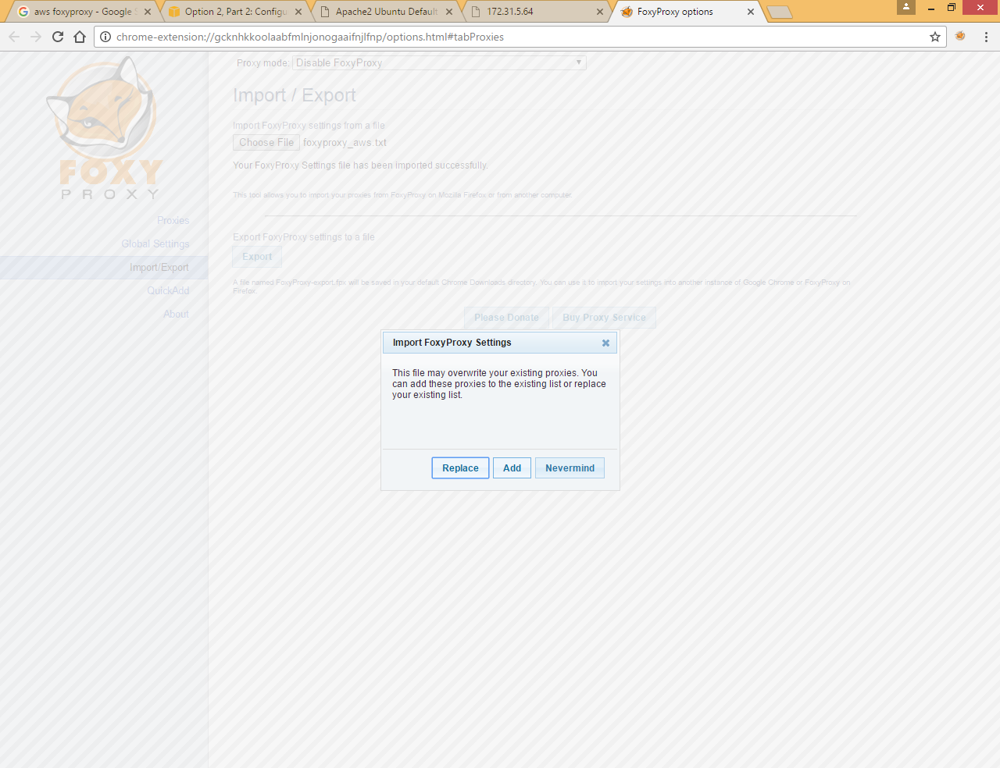 aws foxyproxy - Google S
Option 2, Part 2: Configu
Apache2 Ubuntu Default
172.31.5.64
FoxyProxy options
chrome-extension://gcknhkkoolaabfmlnjonogaaifnjlfnp/options.html#tabProxies
Proxy mode: Disable FoxyProxy
FOXY
PROXY
Proxies
Global Settings
Import/Export
QuickAdd
About
Import / Export
Import FoxyProxy settings from a file
Choose File foxyproxy_aws.txt
Your FoxyProxy Settings file has been imported successfully.
This tool allows you to import your proxies from FoxyProxy on Mozilla Firefox or from another computer.
Export FoxyProxy settings to a file
Export
A file named FoxyProxy-export.fpx will be saved in your default Chrome Downloads directory. You can use it to import your settings into another instance of Google Chrome or FoxyProxy on
Firefox.
Please Donate Buy Proxy Service
Import FoxyProxy Settings
This file may overwrite your existing proxies. You
can add these proxies to the existing list or replace
your existing list.
Replace Add Nevermind